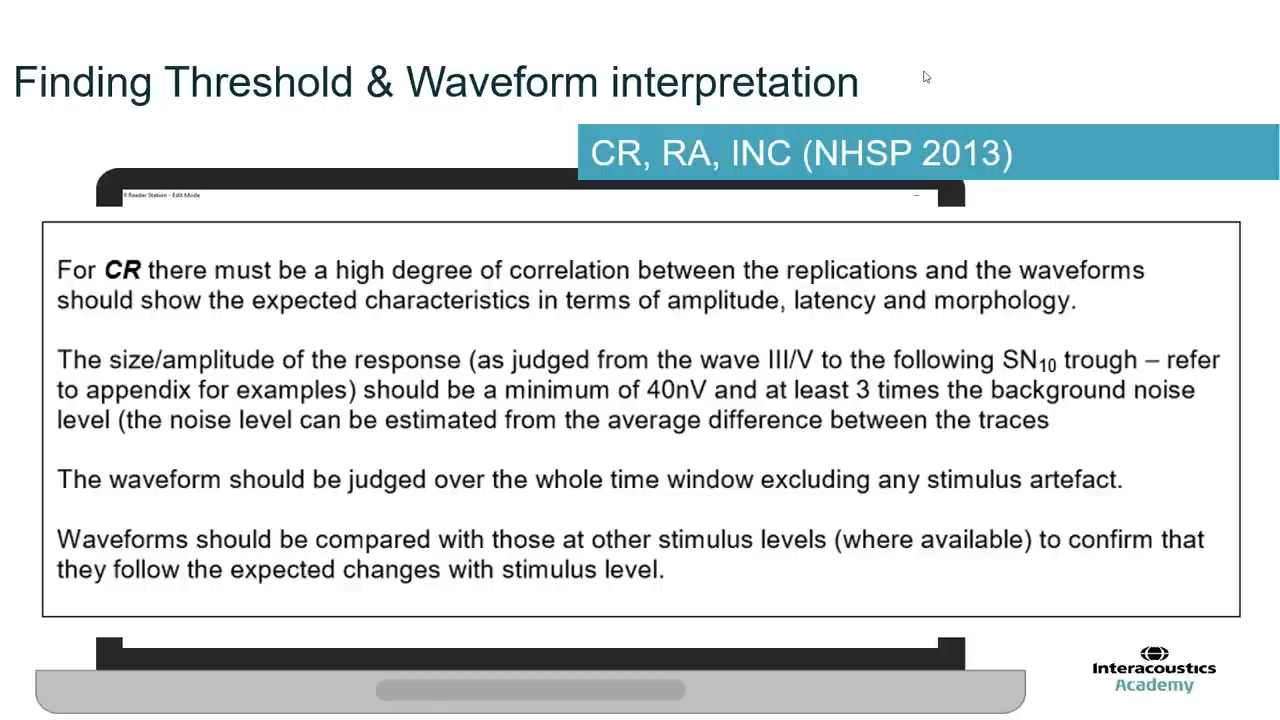 Finding Threshold & Waveform interpretation
CR, RA, INC (NHSP 2013)
S Reader Station - Edit Mode
For CR there must be a high degree of correlation between the replications and the waveforms
should show the expected characteristics in terms of amplitude, latency and morphology.
The size/amplitude of the response (as judged from the wave III/V to the following SN10 trough – refer
to appendix for examples) should be a minimum of 40nV and at least 3 times the background noise
level (the noise level can be estimated from the average difference between the traces
The waveform should be judged over the whole time window excluding any stimulus artefact.
Waveforms should be compared with those at other stimulus levels (where available) to confirm that
they follow the expected changes with stimulus level.
Interacoustics
Academy